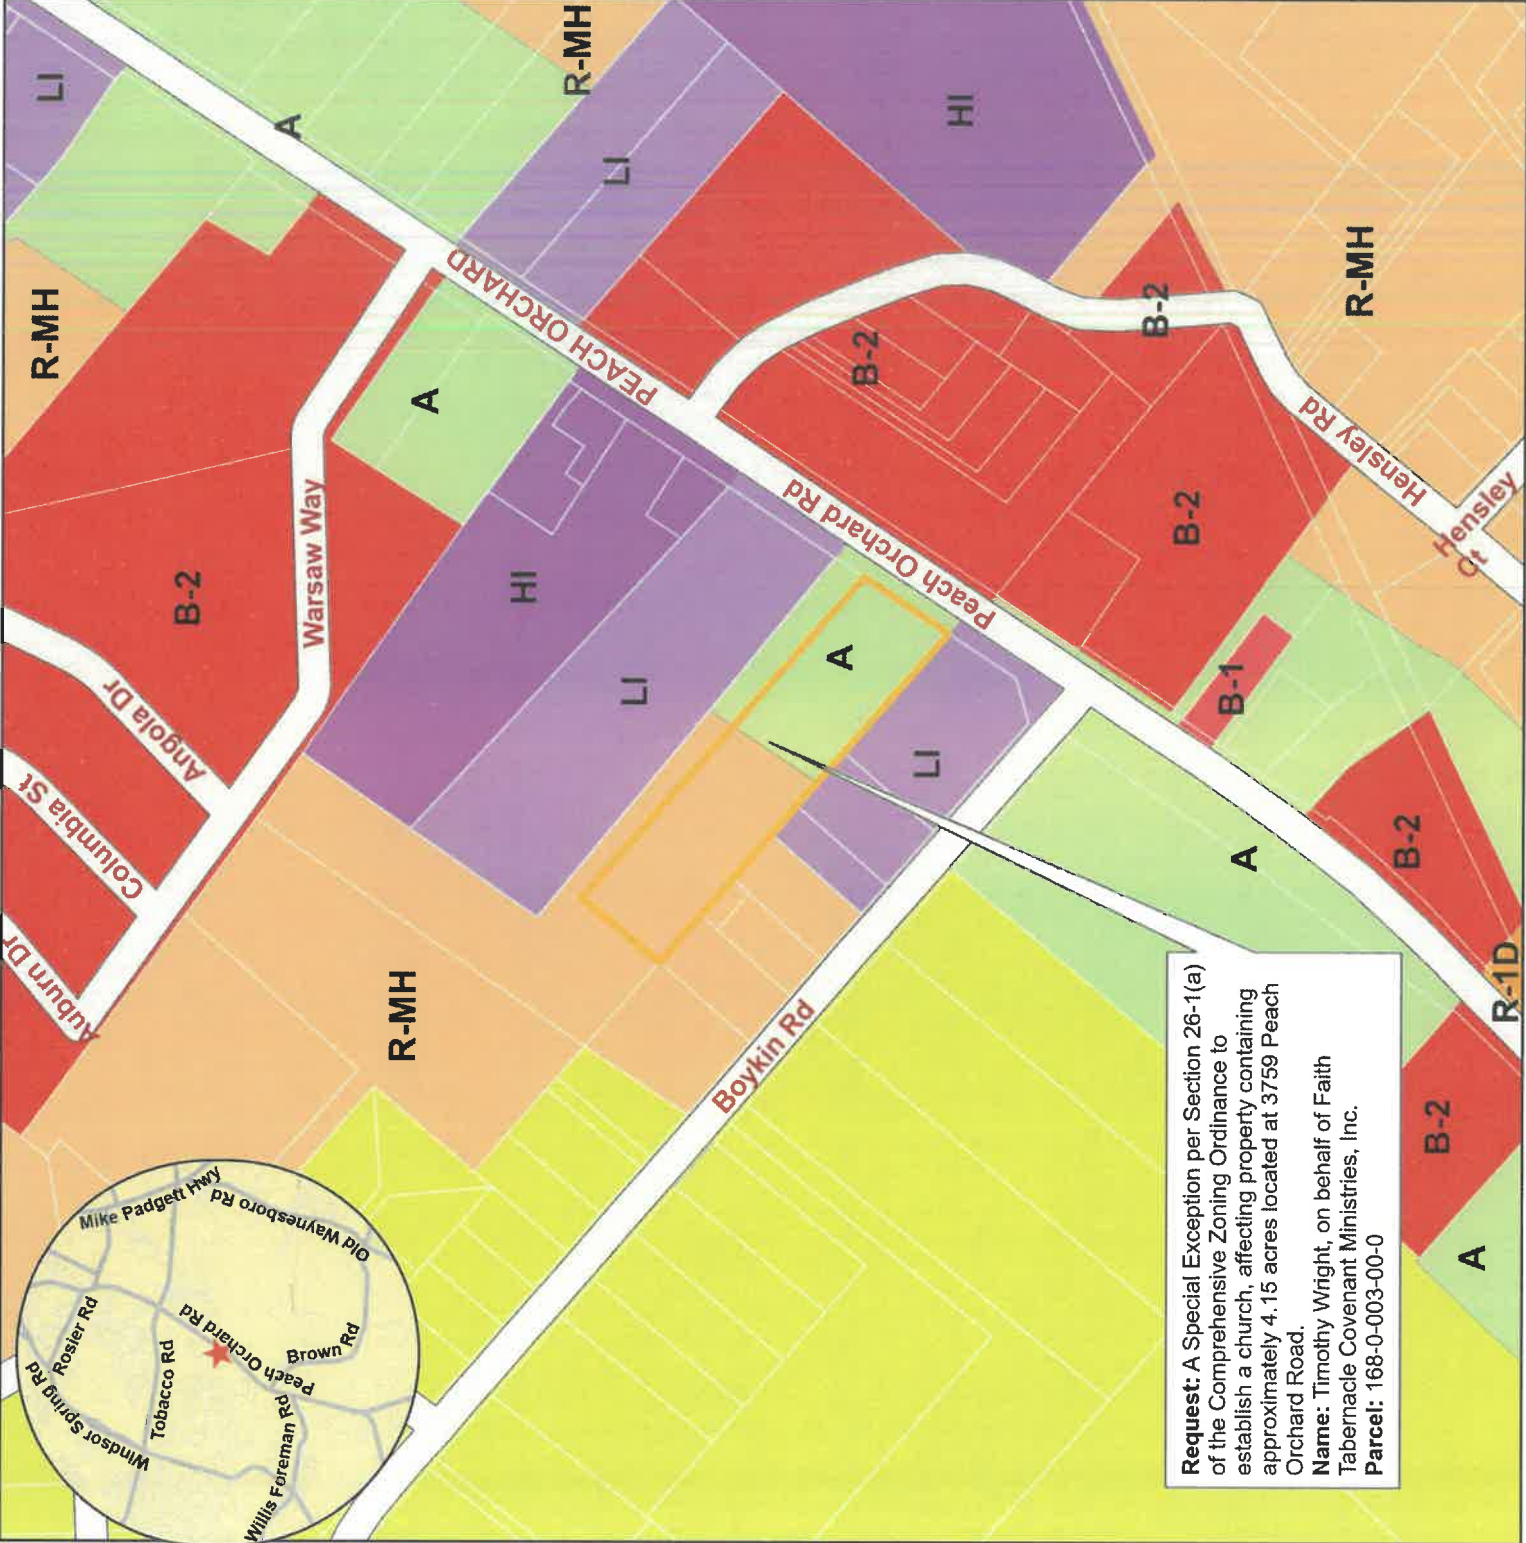 LI
A
R-MH
LI
HI
R-MH
B-2
A
PEACH ORCHARD
B-2
B-2
R-MH
Hensley Rd
Hensley
Ct
Peach Orchard Rd
B-2
B-1
Warsaw Way
B-2
HI
LI
A
LI
A
B-2
R-1D
Angola Dr
Columbia St
Auburn Dr
R-MH
Boykin Rd
B-2
A
Mike Padgett Hwy
Old Waynesboro Rd
Rosier Rd
Peach Orchard Rd
Brown Rd
Tobacco Rd
Windsor Spring Rd
Willis Foreman Rd
Request: A Special Exception per Section 26-1(a)
of the Comprehensive Zoning Ordinance to
establish a church, affecting property containing
approximately 4.15 acres located at 3759 Peach
Orchard Road.
Name: Timothy Wright, on behalf of Faith
Tabernacle Covenant Ministries, Inc.
Parcel: 168-0-003-00-0